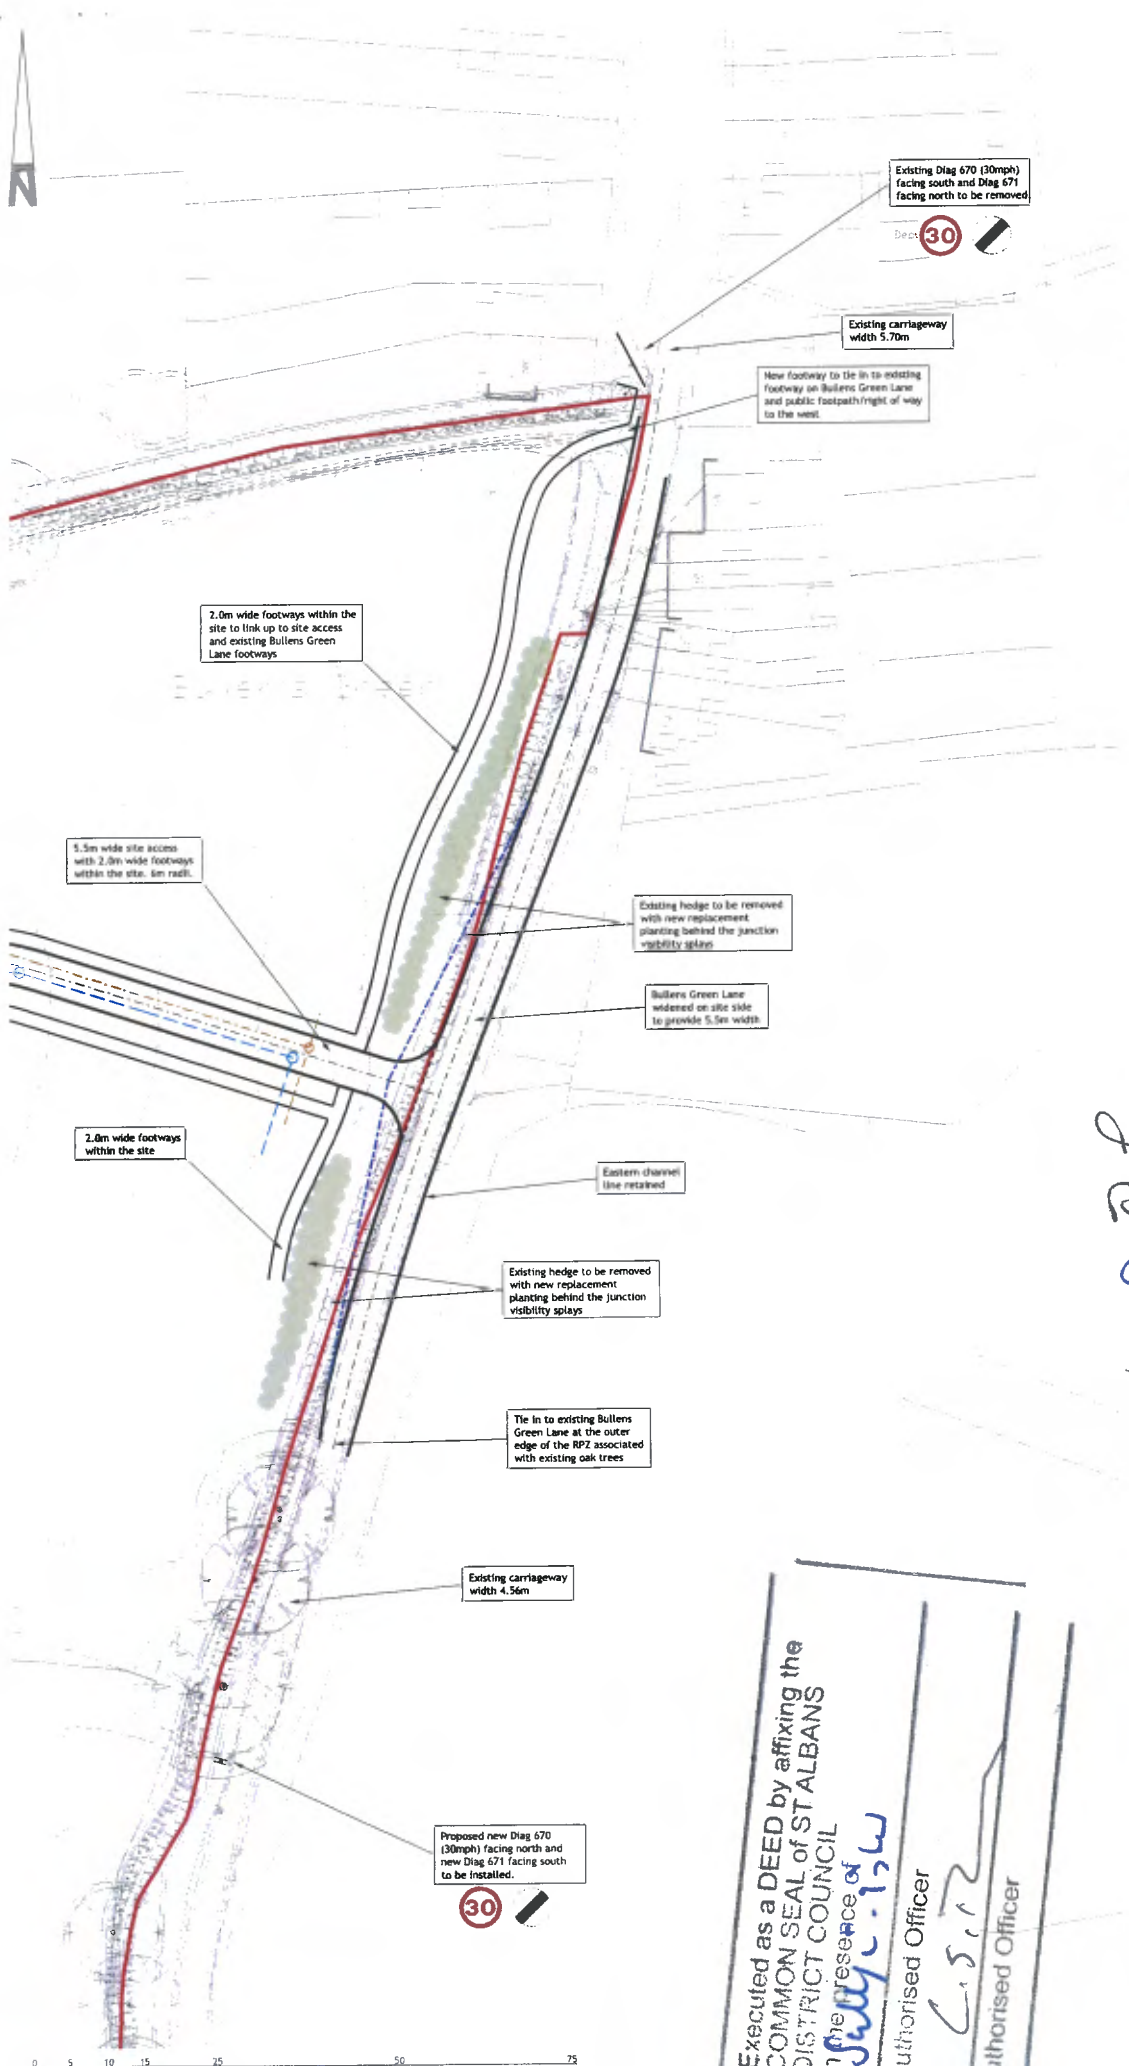 N
Existing Diag 670 (30mph)
facing south and Diag 671
facing north to be removed
30
Existing carriageway
width 5.70m
New footway to tie in to existing
footway on Bullens Green Lane
and public footpath/right of way
to the west
2.0m wide footways within the
site to link up to site access
and existing Bullens Green
Lane footways
5.5m wide site access
with 2.0m wide footways
within the site. 6m radii.
Existing hedge to be removed
with new replacement
planting behind the junction
visibility splays
Bullens Green Lane
widened on site side
to provide 5.5m width
2.0m wide footways
within the site
Eastern channel
line retained
Existing hedge to be removed
with new replacement
planting behind the junction
visibility splays
Tie in to existing Bullens
Green Lane at the outer
edge of the RPZ associated
with existing oak trees
Existing carriageway
width 4.56m
Proposed new Diag 670
(30mph) facing north and
new Diag 671 facing south
to be installed.
30
Executed as a DEED by affixing the
COMMON SEAL of ST ALBANS
DISTRICT COUNCIL
the presence of
uthorised Officer
thorised Officer
0 5 10 15 25 50 75